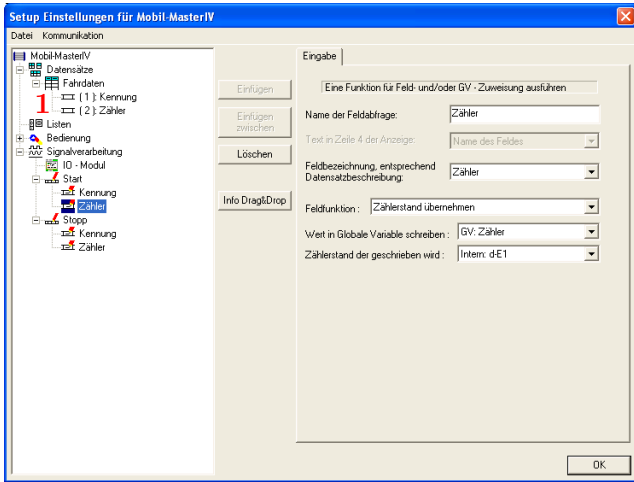 Setup Einstellungen für Mobil-MasterIV
Datei Kommunikation
Mobil-MasterIV
Datensätze
Fahrdaten
1
( 1 ): Kennung
( 2 ): Zähler
Listen
Bedienung
Signalverarbeitung
IO - Modul
Start
Kennung
Zähler
Stopp
Kennung
Zähler
Einfügen
Einfügen
zwischen
Löschen
Info Drag&Drop
Eingabe
Eine Funktion für Feld- und/oder GV - Zuweisung ausführen
Name der Feldabfrage: Zähler
Text in Zeile 4 der Anzeige: Name des Feldes
Feldbezeichnung, entsprechend
Datensatzbeschreibung: Zähler
Feldfunktion : Zählerstand übernehmen
Wert in Globale Variable schreiben : GV: Zähler
Zählerstand der geschrieben wird : Intern: d-E1
OK